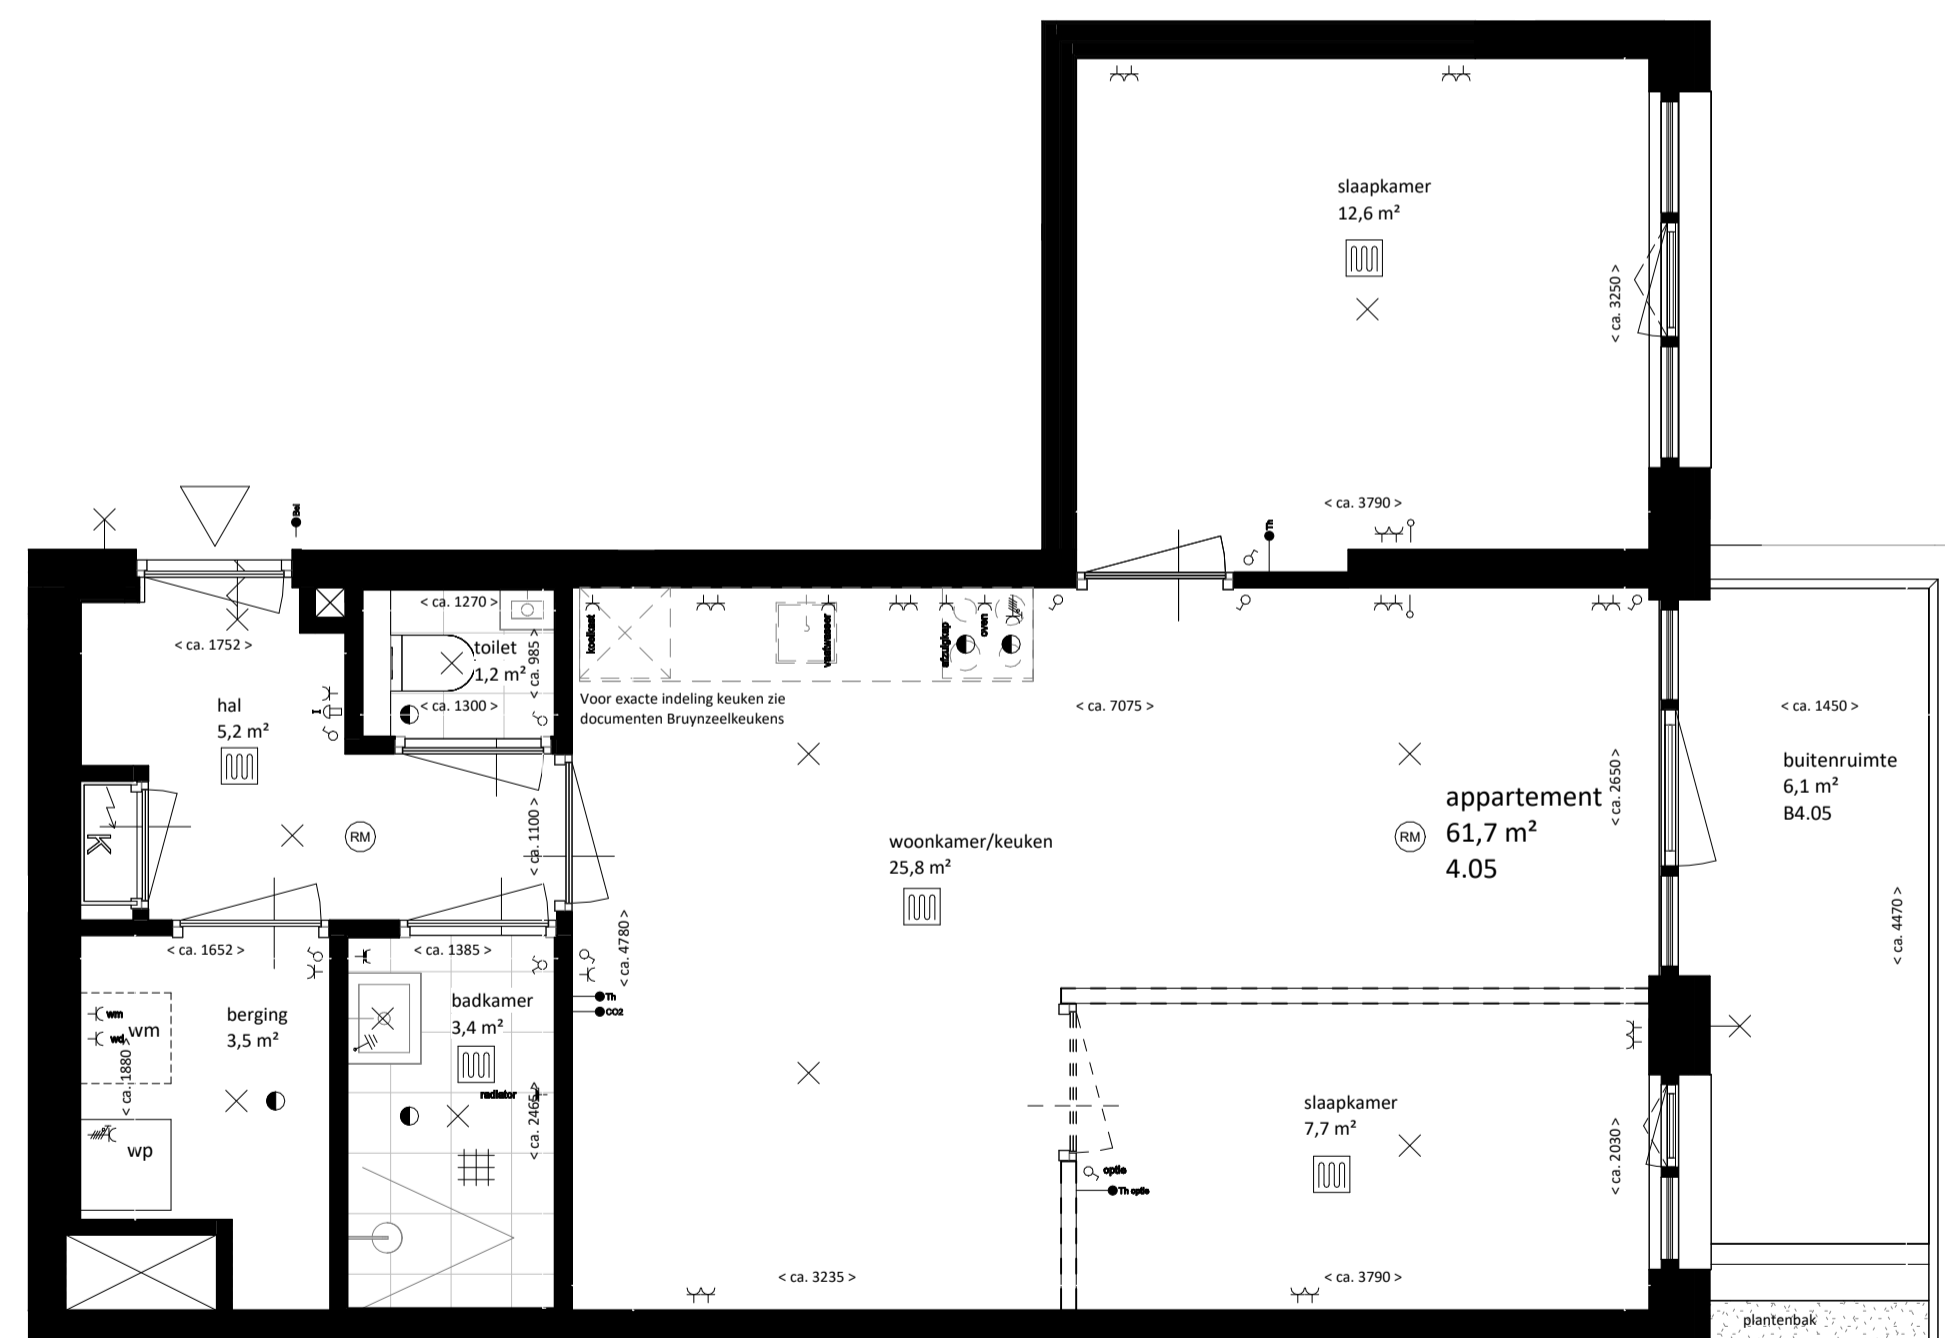 slaapkamer
12,6 m²
< ca. 3250 >
< ca. 3790 >
Bel
Th
< ca. 1752 >
hal
5,2 m²
RM
K
< ca. 1270 >
toilet
1,2 m²
< ca. 985 >
< ca. 1300 >
< ca. 1100 >
koelkast
vaatwasser
afzuigkap
oven
Voor exacte indeling keuken zie
documenten Bruynzeelkeukens
< ca. 7075 >
woonkamer/keuken
25,8 m²
< ca. 4780 >
Th
CO2
< ca. 3235 >
appartement
61,7 m²
4.05
RM
< ca. 2650 >
< ca. 1450 >
buitenruimte
6,1 m²
B4.05
< ca. 4470 >
< ca. 1652 >
berging
3,5 m²
wm
wm
wd
< ca. 1880 >
wp
< ca. 1385 >
badkamer
3,4 m²
radiator
< ca. 2465 >
slaapkamer
7,7 m²
optie
Th optie
< ca. 2030 >
< ca. 3790 >
plantenbak